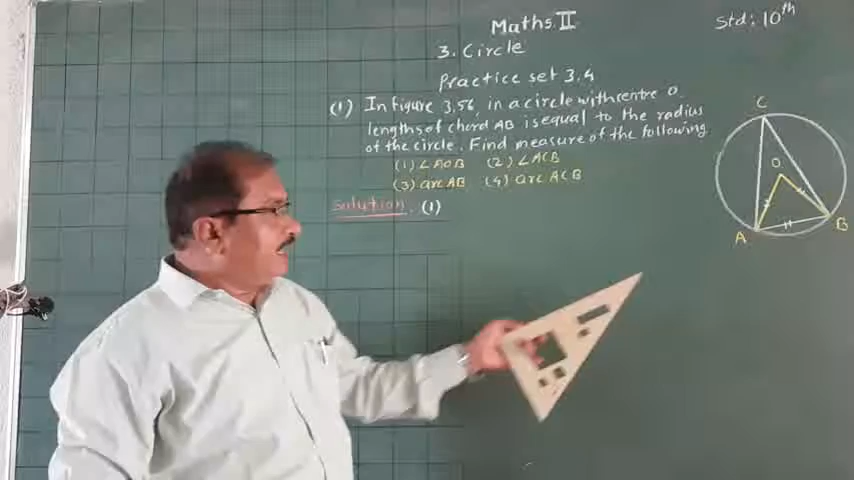 Maths II
Std: 10th
3. Circle
Practice set 3.4
(1) In figure 3.56, in a circle with centre O
lengths of chord AB is equal to the radius
of the circle. Find measure of the following.
(1) ∠AOB (2) ∠ACB
(3) arc AB (4) arc ACB
Solution. (1)
C
O
A
B